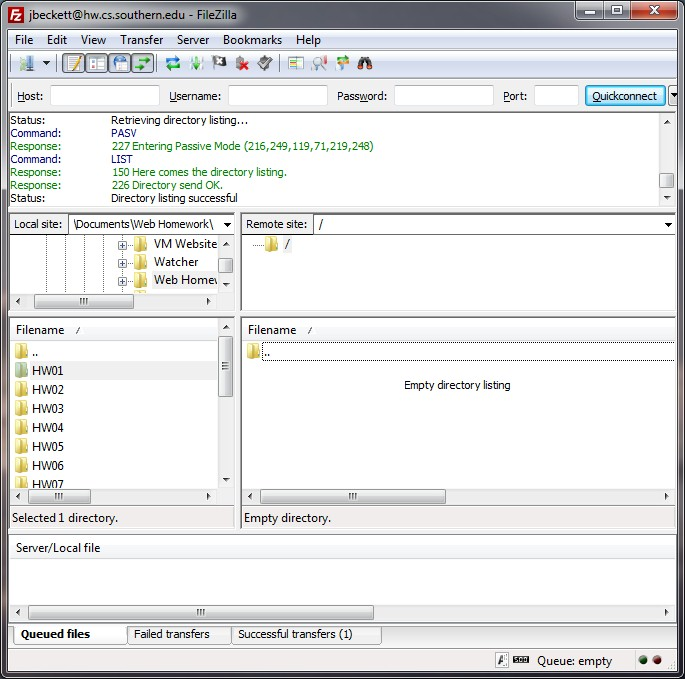 jbeckett@hw.cs.southern.edu - FileZilla
File Edit View Transfer Server Bookmarks Help
Host: Username: Password: Port: Quickconnect
Status: Retrieving directory listing...
Command: PASV
Response: 227 Entering Passive Mode (216,249,119,71,219,248)
Command: LIST
Response: 150 Here comes the directory listing.
Response: 226 Directory send OK.
Status: Directory listing successful
Local site: \Documents\Web Homework\ Remote site: /
VM Website /
Watcher
Web Homew
Filename / Filename /
.. ..
HW01 Empty directory listing
HW02
HW03
HW04
HW05
HW06
HW07
Selected 1 directory. Empty directory.
Server/Local file
Queued files Failed transfers Successful transfers (1)
Queue: empty